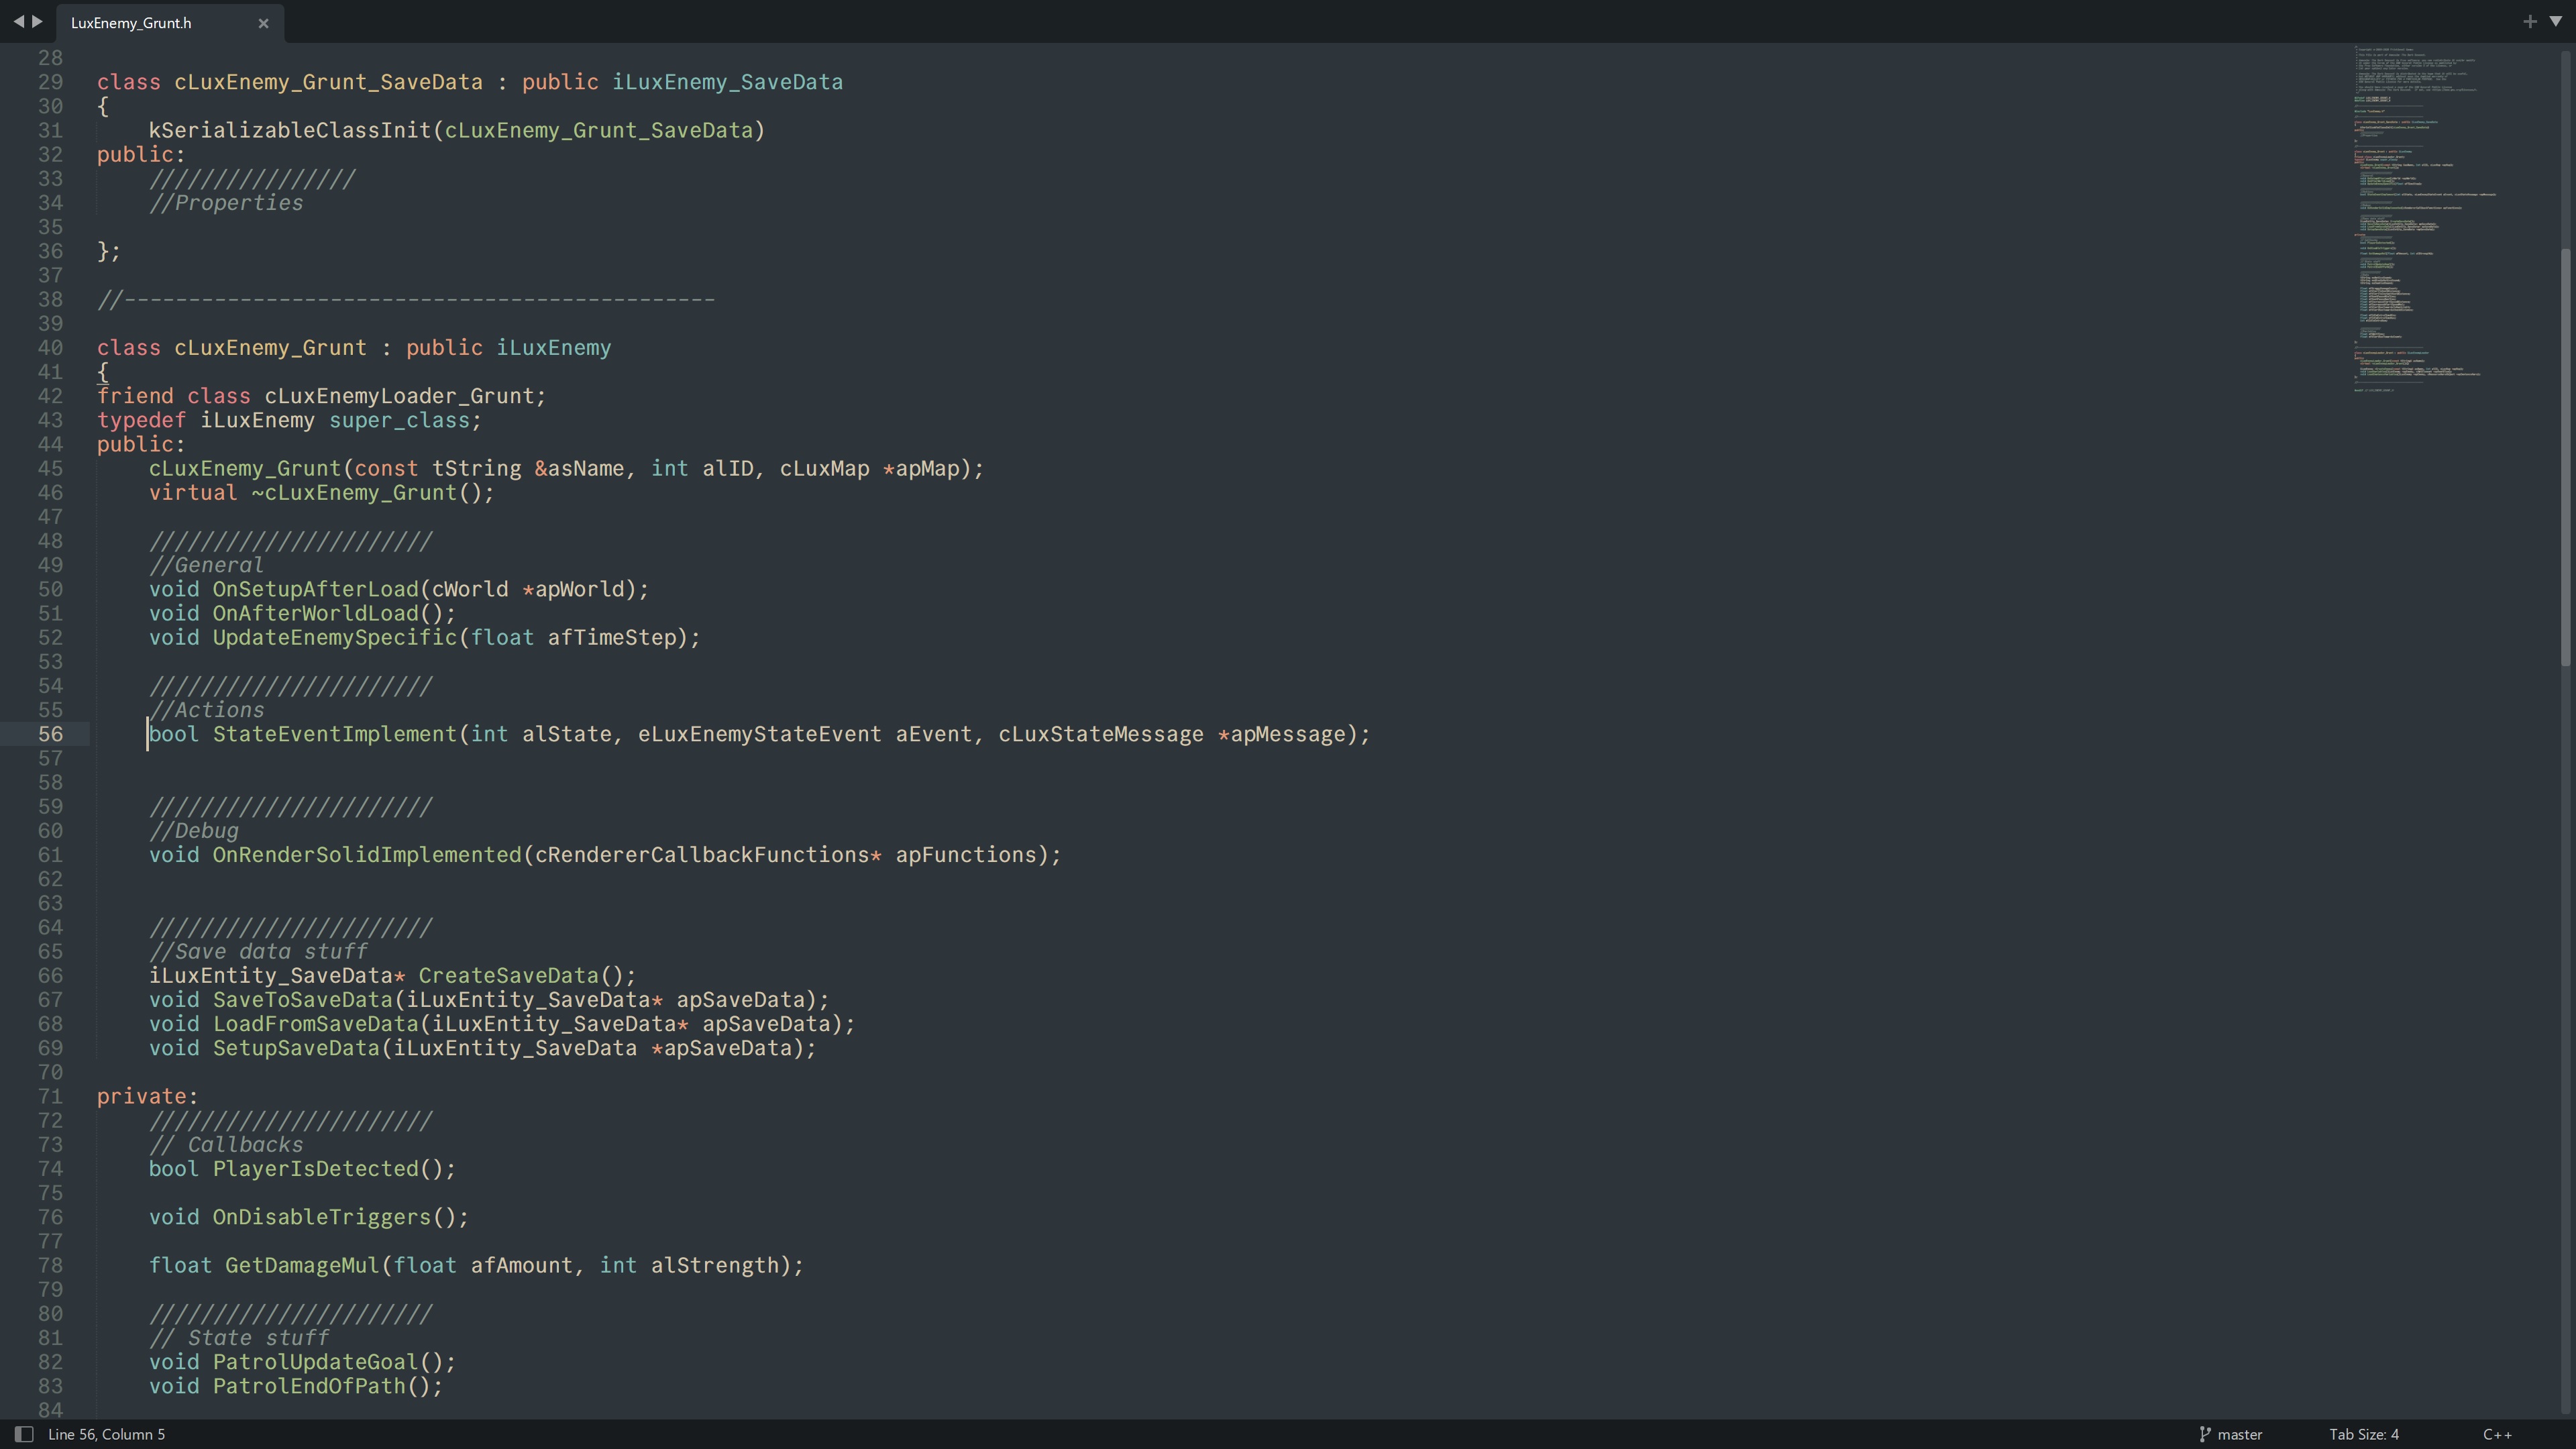 LuxEnemy_Grunt.h
28
29 class cLuxEnemy_Grunt_SaveData : public iLuxEnemy_SaveData
30 {
31     kSerializableClassInit(cLuxEnemy_Grunt_SaveData)
32 public:
33     ////////////////
34     //Properties
35
36 };
37
38 //----------------------------------------------
39
40 class cLuxEnemy_Grunt : public iLuxEnemy
41 {
42 friend class cLuxEnemyLoader_Grunt;
43 typedef iLuxEnemy super_class;
44 public:
45     cLuxEnemy_Grunt(const tString &asName, int alID, cLuxMap *apMap);
46     virtual ~cLuxEnemy_Grunt();
47
48     //////////////////////
49     //General
50     void OnSetupAfterLoad(cWorld *apWorld);
51     void OnAfterWorldLoad();
52     void UpdateEnemySpecific(float afTimeStep);
53
54     //////////////////////
55     //Actions
56     bool StateEventImplement(int alState, eLuxEnemyStateEvent aEvent, cLuxStateMessage *apMessage);
57
58
59     //////////////////////
60     //Debug
61     void OnRenderSolidImplemented(cRendererCallbackFunctions* apFunctions);
62
63
64     //////////////////////
65     //Save data stuff
66     iLuxEntity_SaveData* CreateSaveData();
67     void SaveToSaveData(iLuxEntity_SaveData* apSaveData);
68     void LoadFromSaveData(iLuxEntity_SaveData* apSaveData);
69     void SetupSaveData(iLuxEntity_SaveData *apSaveData);
70
71 private:
72     //////////////////////
73     // Callbacks
74     bool PlayerIsDetected();
75
76     void OnDisableTriggers();
77
78     float GetDamageMul(float afAmount, int alStrength);
79
80     //////////////////////
81     // State stuff
82     void PatrolUpdateGoal();
83     void PatrolEndOfPath();
84
Line 56, Column 5
master
Tab Size: 4
C++